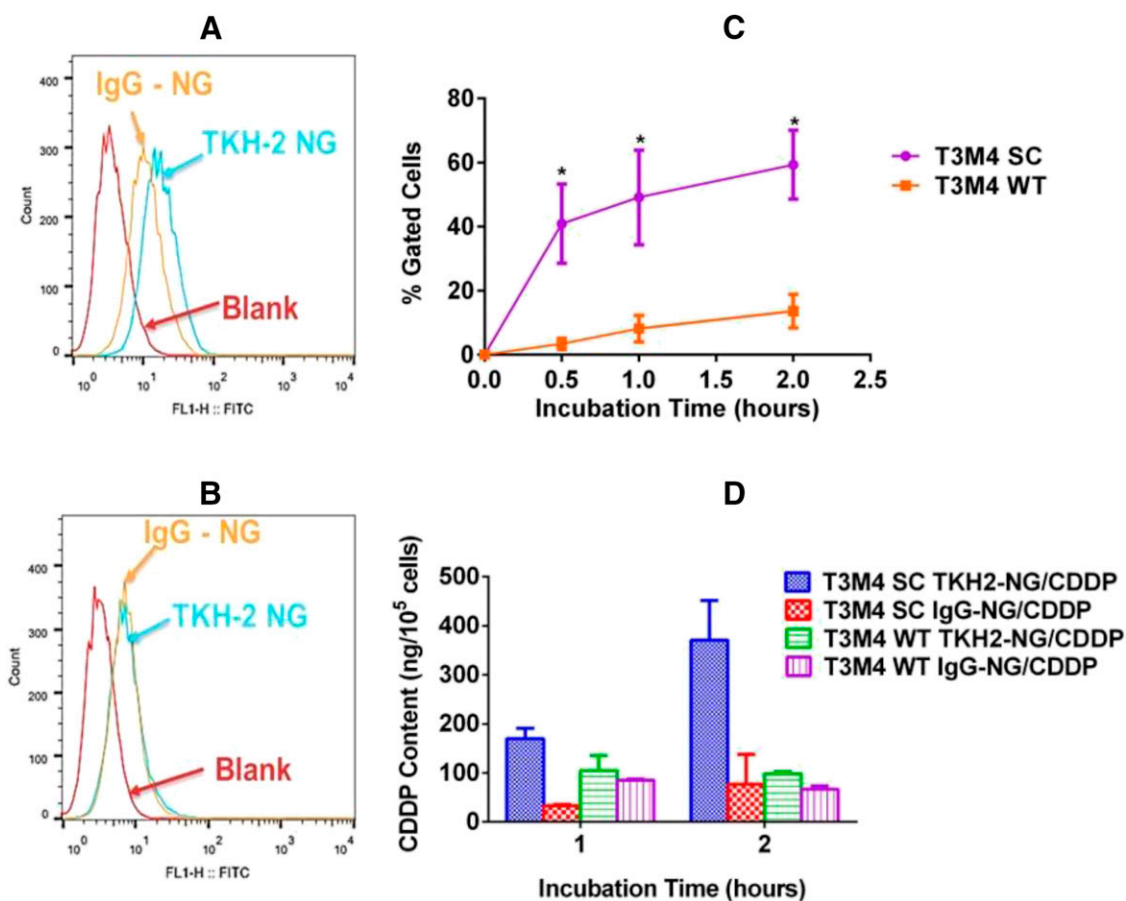 A
IgG - NG
TKH-2 NG
Blank
Count
400
300
200
100
0
10^0
10^1
10^2
10^3
10^4
FL1-H :: FITC
C
% Gated Cells
80
60
40
20
0
*
*
*
0.0
0.5
1.0
1.5
2.0
2.5
Incubation Time (hours)
T3M4 SC
T3M4 WT
B
IgG - NG
TKH-2 NG
Blank
Count
400
300
200
100
0
10^0
10^1
10^2
10^3
10^4
FL1-H :: FITC
D
CDDP Content (ng/10^5 cells)
500
400
300
200
100
0
1
2
Incubation Time (hours)
T3M4 SC TKH2-NG/CDDP
T3M4 SC IgG-NG/CDDP
T3M4 WT TKH2-NG/CDDP
T3M4 WT IgG-NG/CDDP